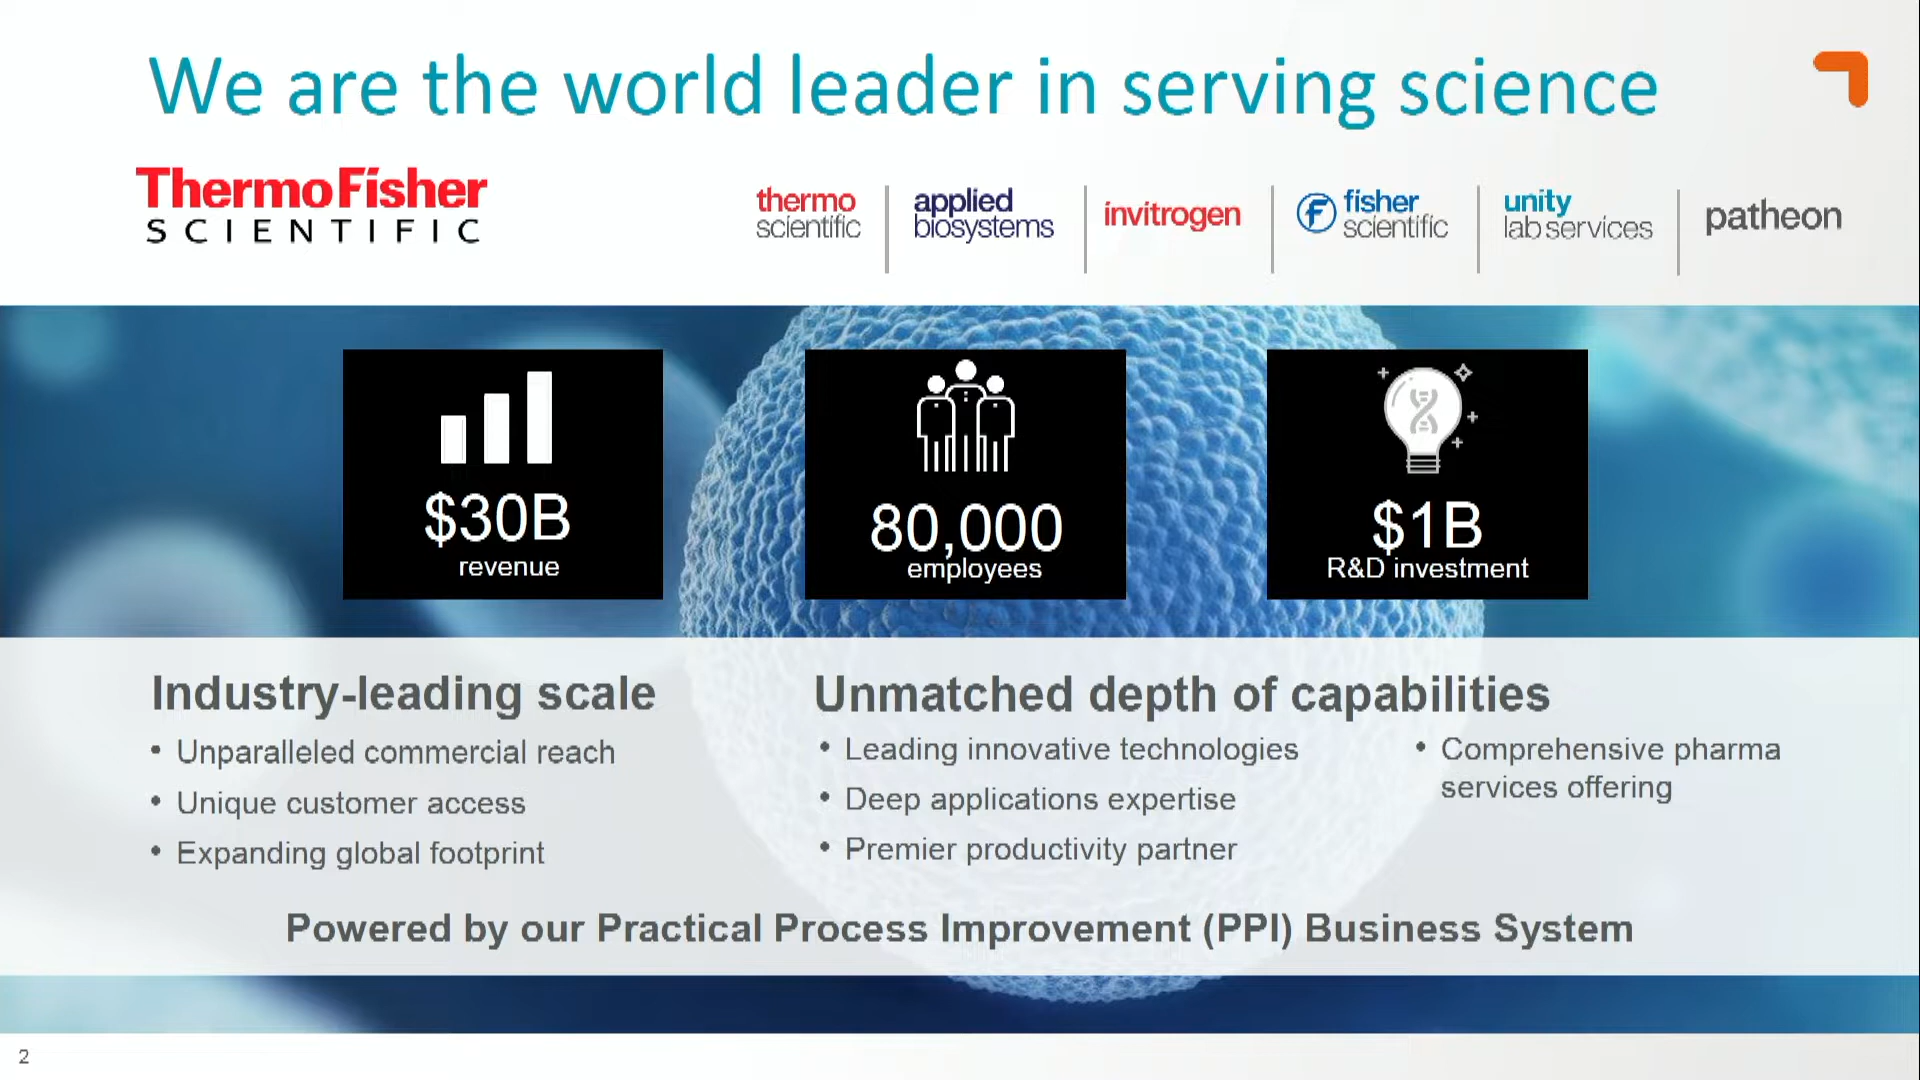 We are the world leader in serving science
ThermoFisher
SCIENTIFIC
thermo
scientific
applied
biosystems
invitrogen
fisher
scientific
unity
lab services
patheon
$30B
revenue
80,000
employees
$1B
R&D investment
Industry-leading scale
• Unparalleled commercial reach
• Unique customer access
• Expanding global footprint
Unmatched depth of capabilities
• Leading innovative technologies
• Deep applications expertise
• Premier productivity partner
• Comprehensive pharma
services offering
Powered by our Practical Process Improvement (PPI) Business System
2